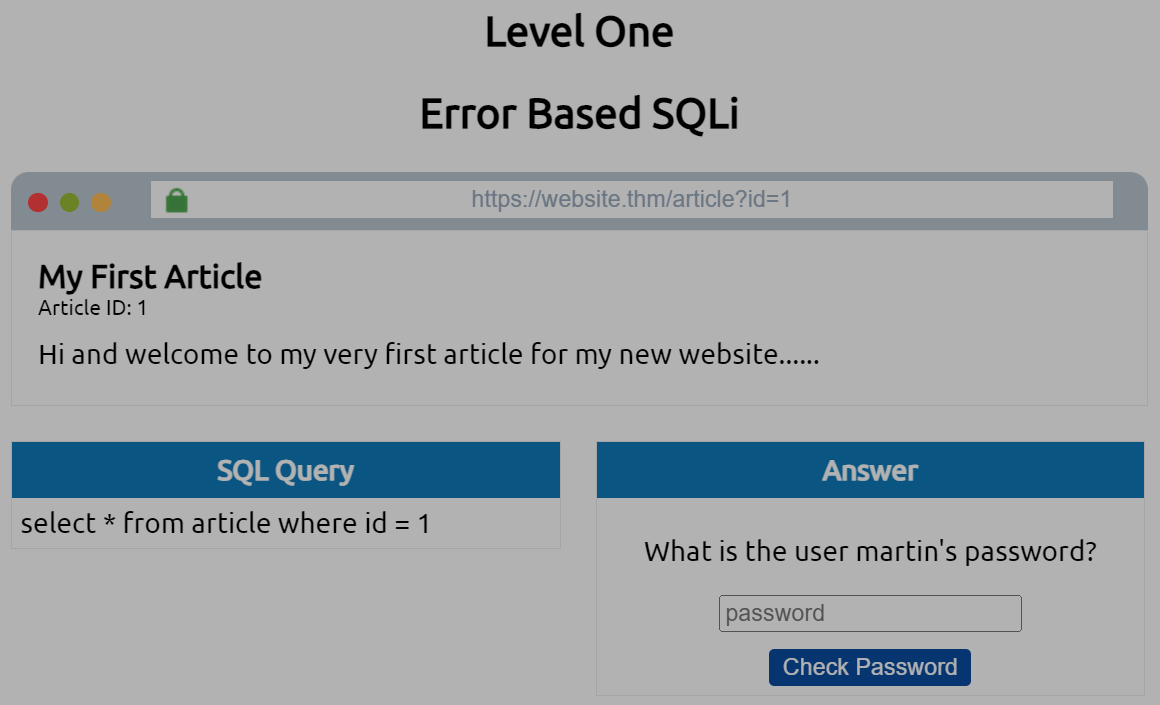 Level One
Error Based SQLi
https://website.thm/article?id=1
My First Article
Article ID: 1
Hi and welcome to my very first article for my new website......
SQL Query
select * from article where id = 1
Answer
What is the user martin's password?
password
Check Password